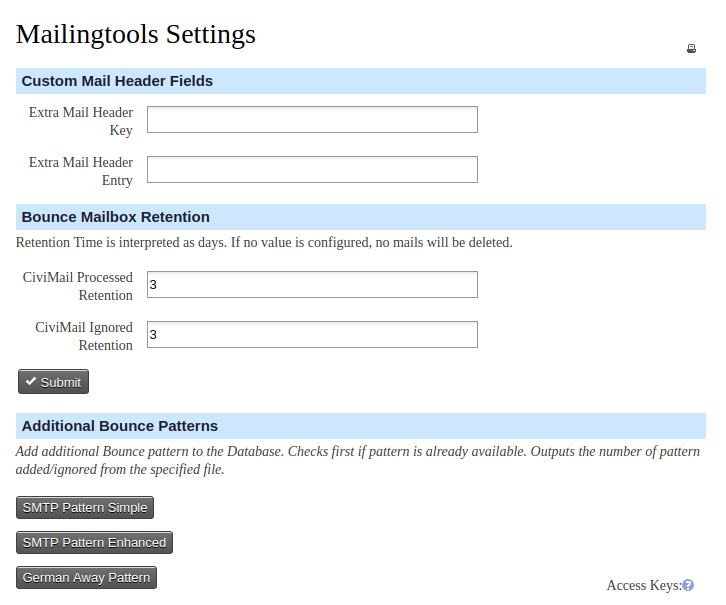 Mailingtools Settings
Custom Mail Header Fields
Extra Mail Header
Key
Extra Mail Header
Entry
Bounce Mailbox Retention
Retention Time is interpreted as days. If no value is configured, no mails will be deleted.
CiviMail Processed
Retention
3
CiviMail Ignored
Retention
3
Submit
Additional Bounce Patterns
Add additional Bounce pattern to the Database. Checks first if pattern is already available. Outputs the number of pattern
added/ignored from the specified file.
SMTP Pattern Simple
SMTP Pattern Enhanced
German Away Pattern
Access Keys:?